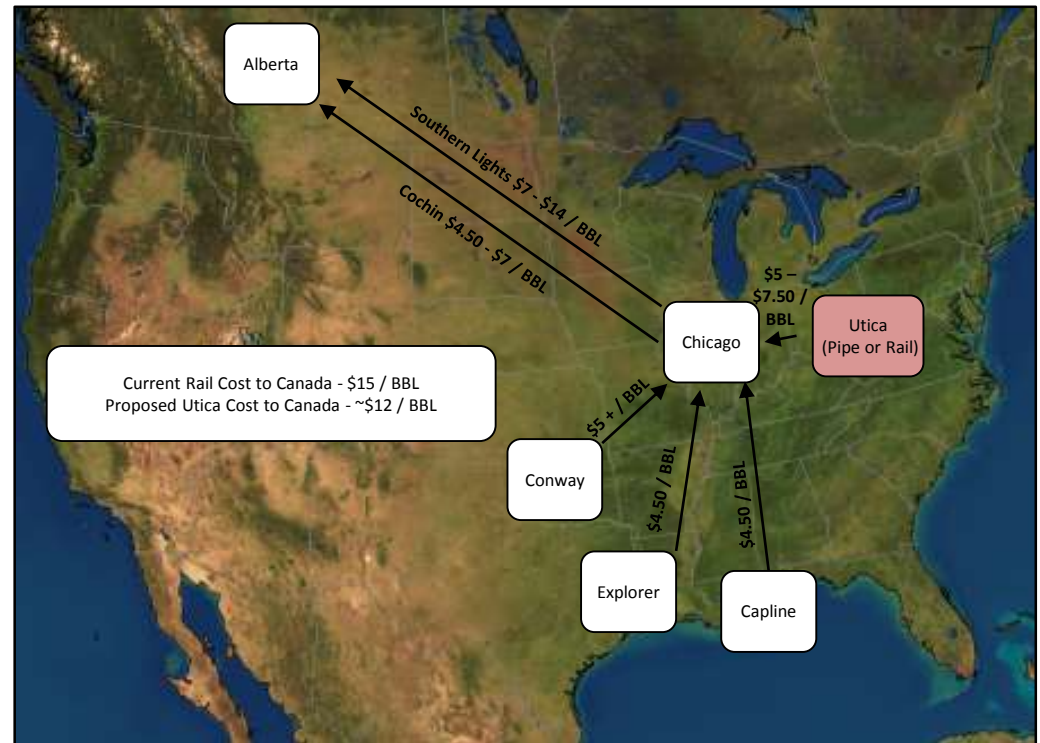 Alberta
Southern Lights $7 - $14 / BBL
Cochin $4.50 - $7 / BBL
$5 –
$7.50 /
BBL
Utica
(Pipe or Rail)
Chicago
Current Rail Cost to Canada - $15 / BBL
Proposed Utica Cost to Canada - ~$12 / BBL
$5 + / BBL
Conway
$4.50 / BBL
$4.50 / BBL
Explorer
Capline